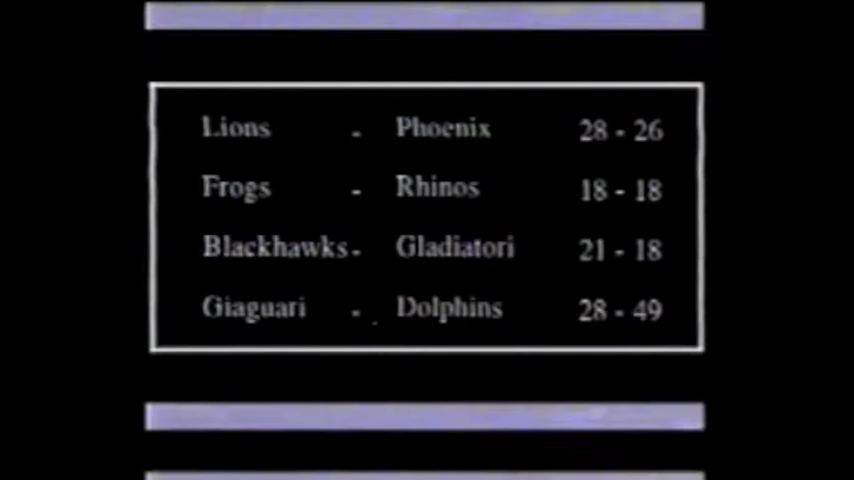 Lions - Phoenix 28 - 26
Frogs - Rhinos 18 - 18
Blackhawks - Gladiatori 21 - 18
Giaguari - Dolphins 28 - 49